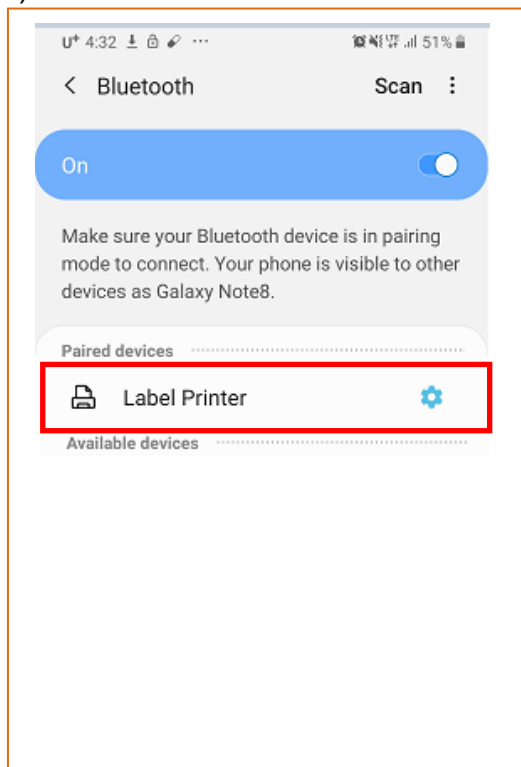 )
U+ 4:32 ... 51%
Bluetooth Scan
On
Make sure your Bluetooth device is in pairing
mode to connect. Your phone is visible to other
devices as Galaxy Note8.
Paired devices
Label Printer
Available devices